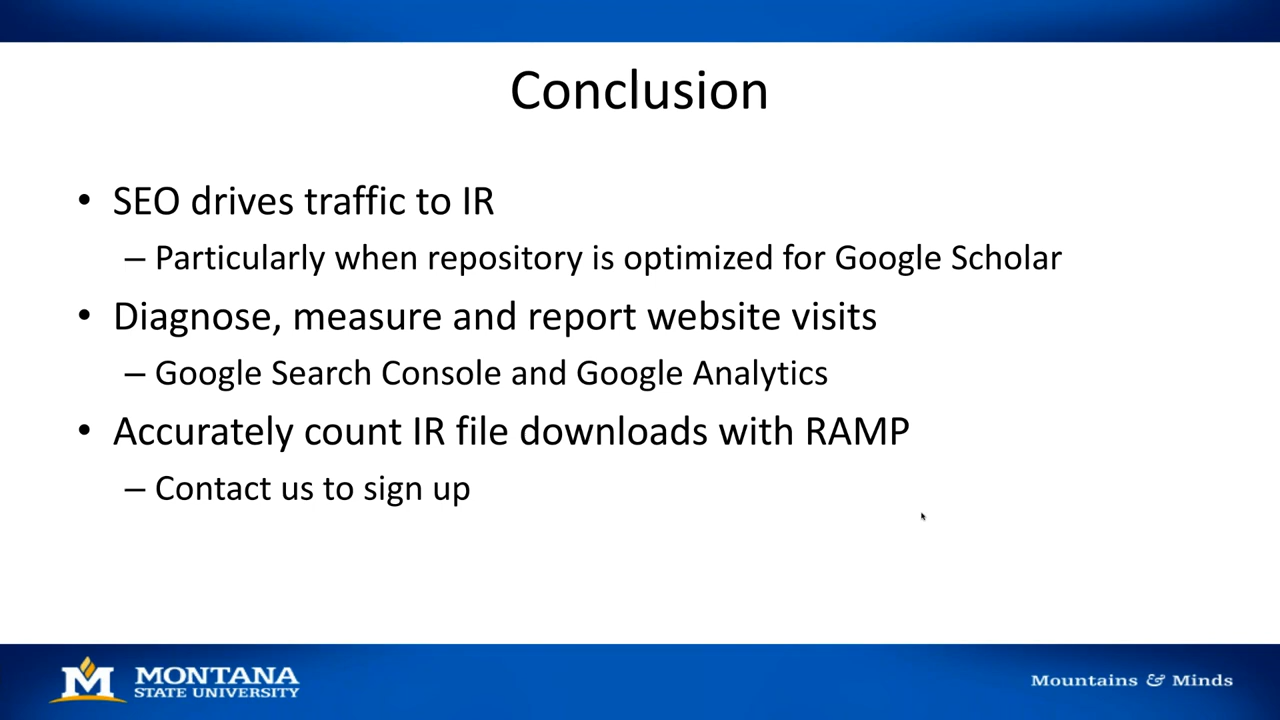 Conclusion
• SEO drives traffic to IR
– Particularly when repository is optimized for Google Scholar
• Diagnose, measure and report website visits
– Google Search Console and Google Analytics
• Accurately count IR file downloads with RAMP
– Contact us to sign up
M MONTANA
STATE UNIVERSITY
Mountains & Minds